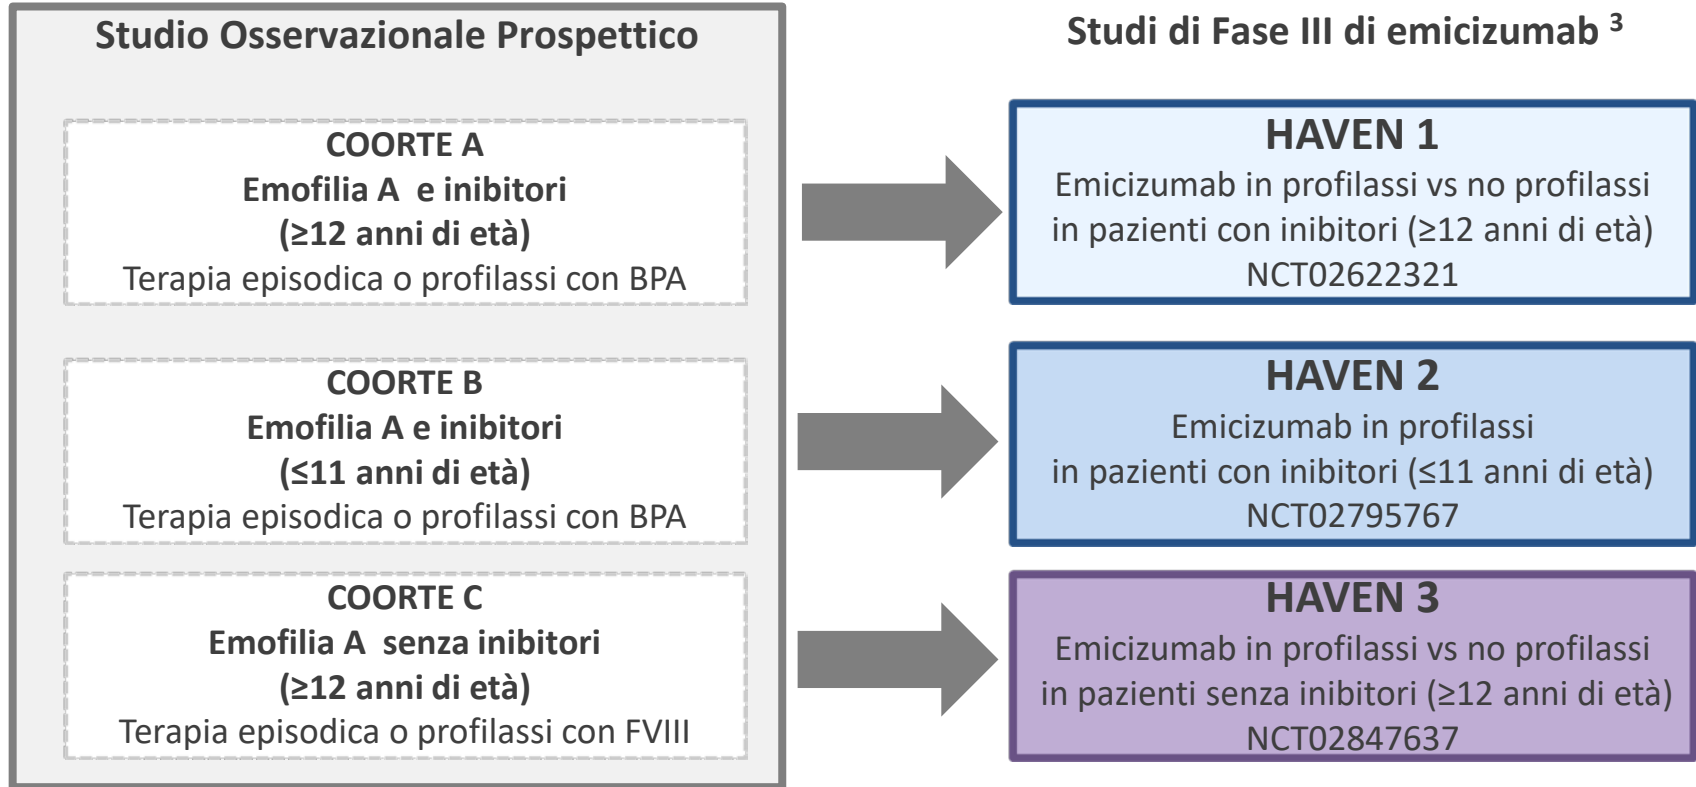 Studio Osservazionale Prospettico
COORTE A
Emofilia A e inibitori
(≥12 anni di età)
Terapia episodica o profilassi con BPA
COORTE B
Emofilia A e inibitori
(≤11 anni di età)
Terapia episodica o profilassi con BPA
COORTE C
Emofilia A senza inibitori
(≥12 anni di età)
Terapia episodica o profilassi con FVIII
Studi di Fase III di emicizumab ³
HAVEN 1
Emicizumab in profilassi vs no profilassi
in pazienti con inibitori (≥12 anni di età)
NCT02622321
HAVEN 2
Emicizumab in profilassi
in pazienti con inibitori (≤11 anni di età)
NCT02795767
HAVEN 3
Emicizumab in profilassi vs no profilassi
in pazienti senza inibitori (≥12 anni di età)
NCT02847637